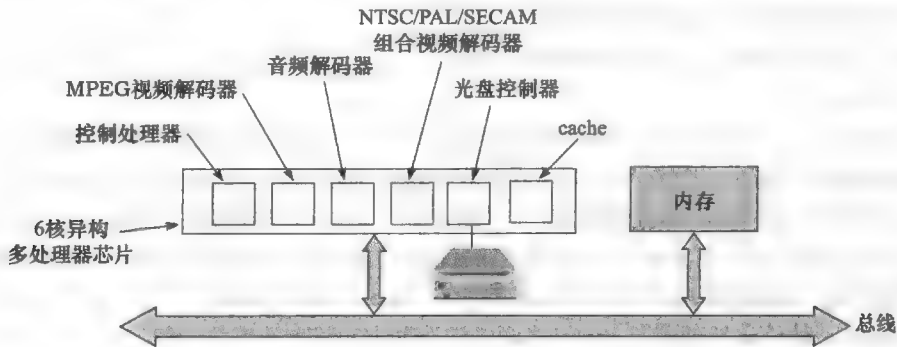 NTSC/PAL/SECAM
组合视频解码器
音频解码器
MPEG视频解码器
光盘控制器
控制处理器
cache
内存
6核异构
多处理器芯片
总线